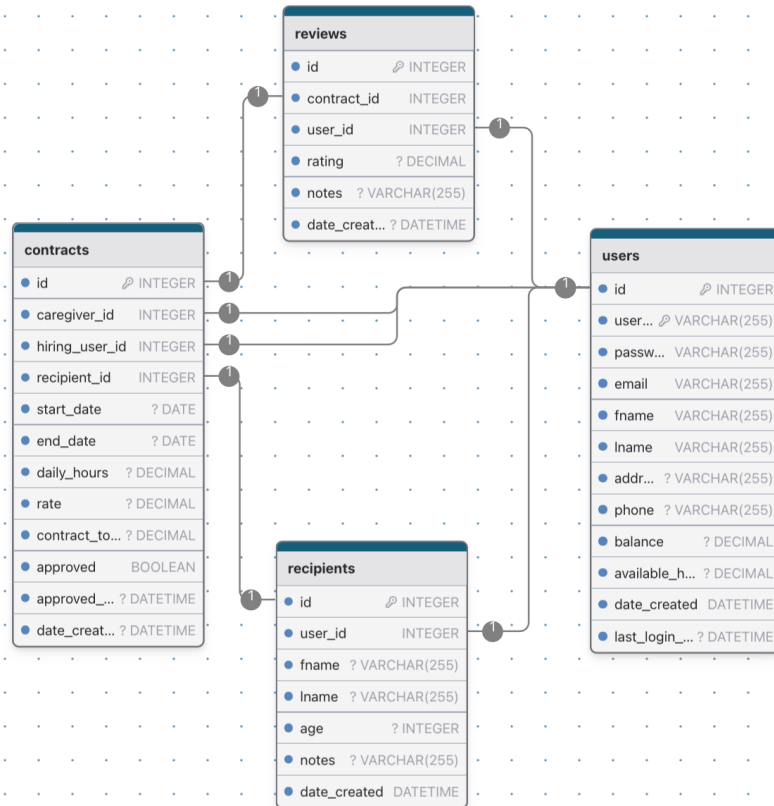 reviews
id INTEGER
contract_id INTEGER
user_id INTEGER
rating ? DECIMAL
notes ? VARCHAR(255)
date_creat... ? DATETIME
1
1
contracts
id INTEGER
1
caregiver_id INTEGER
1
hiring_user_id INTEGER
1
recipient_id INTEGER
1
start_date ? DATE
end_date ? DATE
daily_hours ? DECIMAL
rate ? DECIMAL
contract_to... ? DECIMAL
approved BOOLEAN
approved_... ? DATETIME
date_creat... ? DATETIME
users
1
id INTEGER
user... VARCHAR(255)
passw... VARCHAR(255)
email VARCHAR(255)
fname VARCHAR(255)
lname VARCHAR(255)
addr... ? VARCHAR(255)
phone ? VARCHAR(255)
balance ? DECIMAL
available_h... ? DECIMAL
date_created DATETIME
last_login_... ? DATETIME
recipients
1
id INTEGER
user_id INTEGER
1
fname ? VARCHAR(255)
lname ? VARCHAR(255)
age ? INTEGER
notes ? VARCHAR(255)
date_created DATETIME